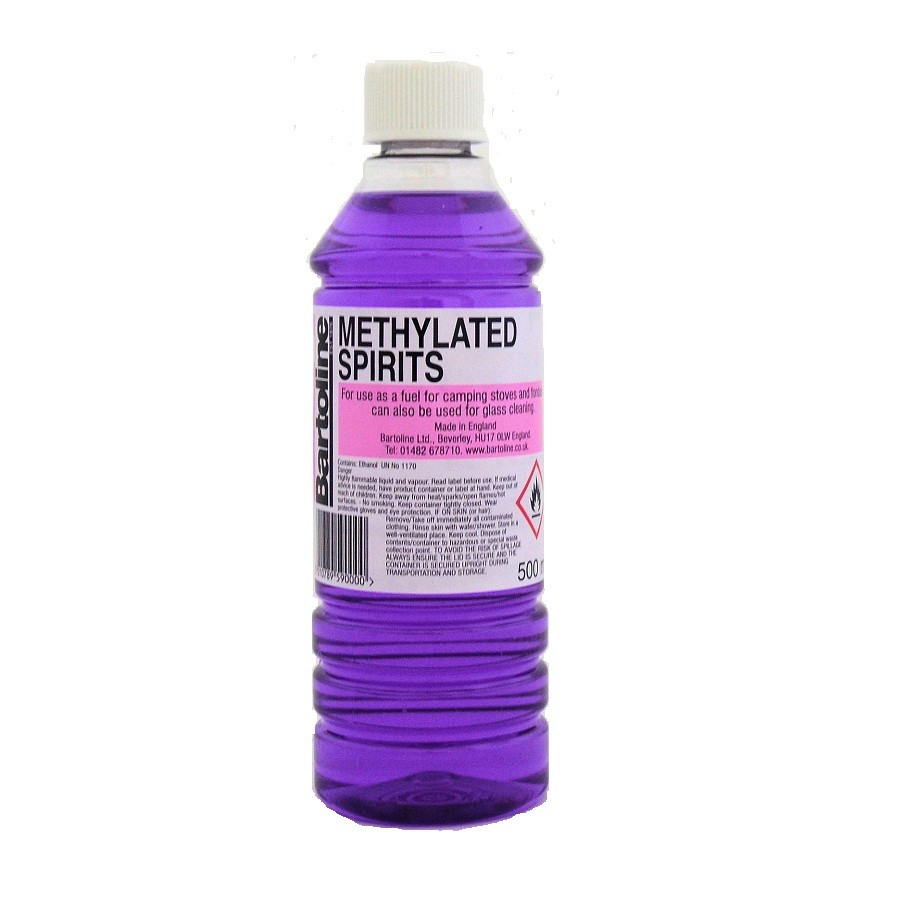 Bartoline
METHYLATED
SPIRITS
For use as a fuel for camping stoves and
can also be used for glass cleaning.
Made in England
Bartoline Ltd., Beverley, HU17 0LW England.
Tel: 01482 678710. www.bartoline.co.uk.
Contains: Ethanol UN No 1170
Danger
Highly flammable liquid and vapour. Read label before use. If medical
advice is needed, have product container or label at hand. Keep out of
reach of children. Keep away from heat/sparks/open flames/hot
surfaces. - No smoking. Keep container tightly closed. Wear
protective gloves and eye protection. IF ON SKIN (or hair):
Remove/Take off immediately all contaminated
clothing. Rinse skin with water/shower. Store in a
well-ventilated place. Keep cool. Dispose of
contents/container to hazardous or special waste
collection point. TO AVOID THE RISK OF SPILLAGE
ALWAYS ENSURE THE LID IS SECURE AND THE
CONTAINER IS SECURED UPRIGHT DURING
TRANSPORTATION AND STORAGE.
590000 >
500